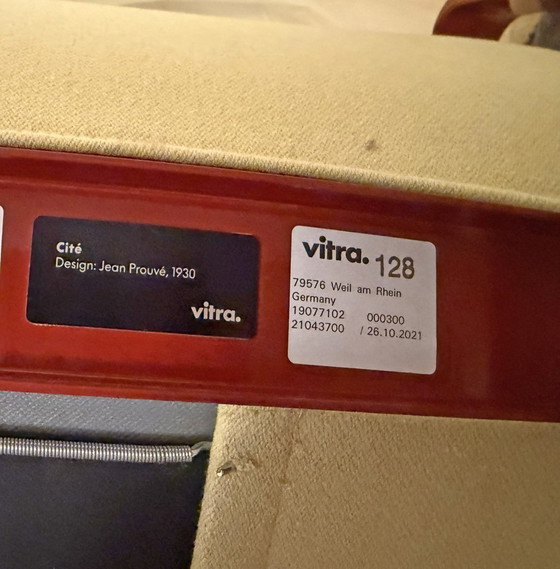 Cité
Design: Jean Prouvé, 1930
vitra.
vitra. 128
79576 Weil am Rhein
Germany
19077102 000300
21043700 / 26.10.2021